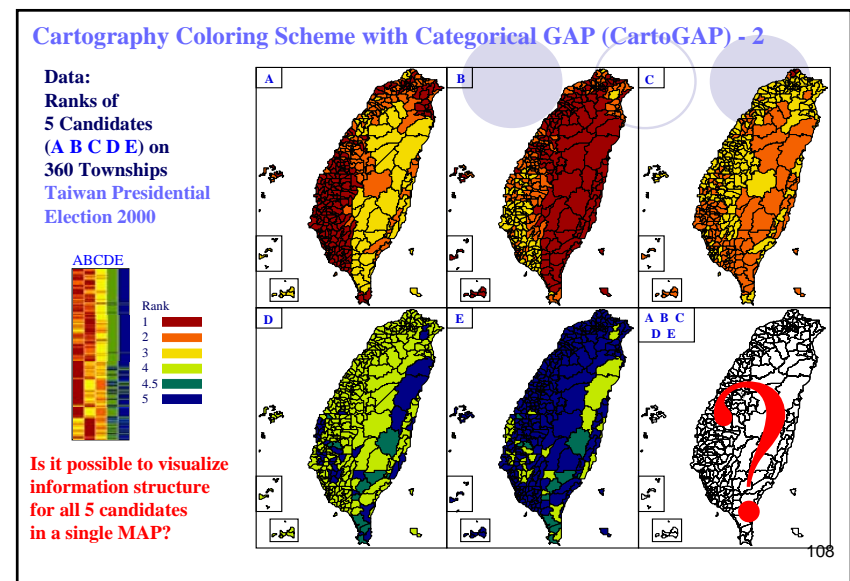 Cartography Coloring Scheme with Categorical GAP (CartoGAP) - 2
Data:
Ranks of
5 Candidates
(A B C D E) on
360 Townships
Taiwan Presidential
Election 2000
ABCDE
Rank
1
2
3
4
4.5
5
Is it possible to visualize
information structure
for all 5 candidates
in a single MAP?
A
B
C
D
E
A B C
D E
?
108